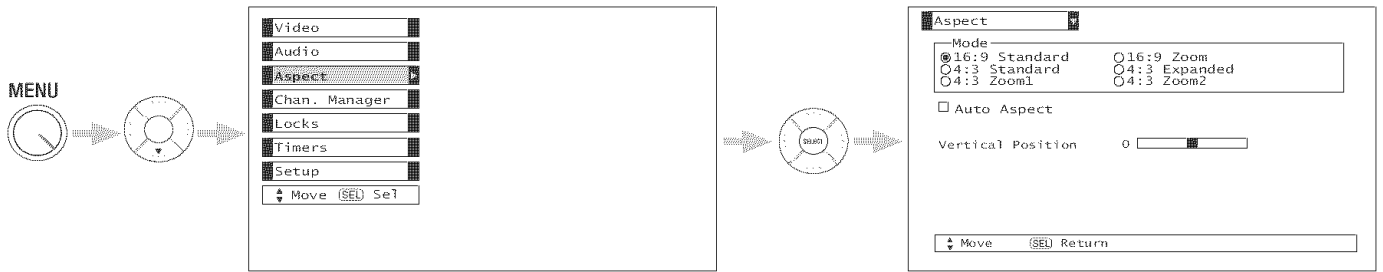 MENU
Video
Audio
Aspect
Chan. Manager
Locks
Timers
Setup
Move SEL Sel
SELECT
Aspect
Mode
16:9 Standard 16:9 Zoom
4:3 Standard 4:3 Expanded
4:3 Zoom1 4:3 Zoom2
Auto Aspect
Vertical Position 0
Move SEL Return